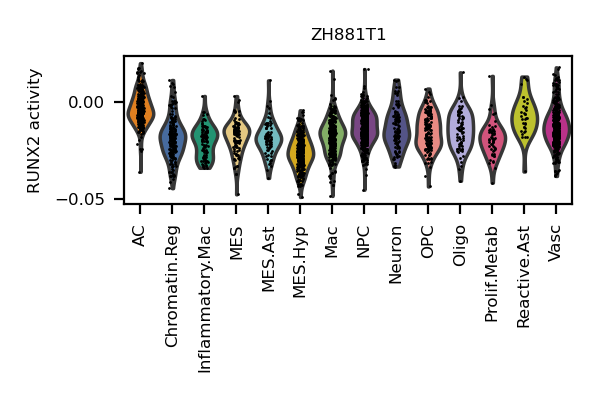 ZH881T1
RUNX2 activity
0.00
−0.05
AC
Chromatin.Reg
Inflammatory.Mac
MES
MES.Ast
MES.Hyp
Mac
NPC
Neuron
OPC
Oligo
Prolif.Metab
Reactive.Ast
Vasc